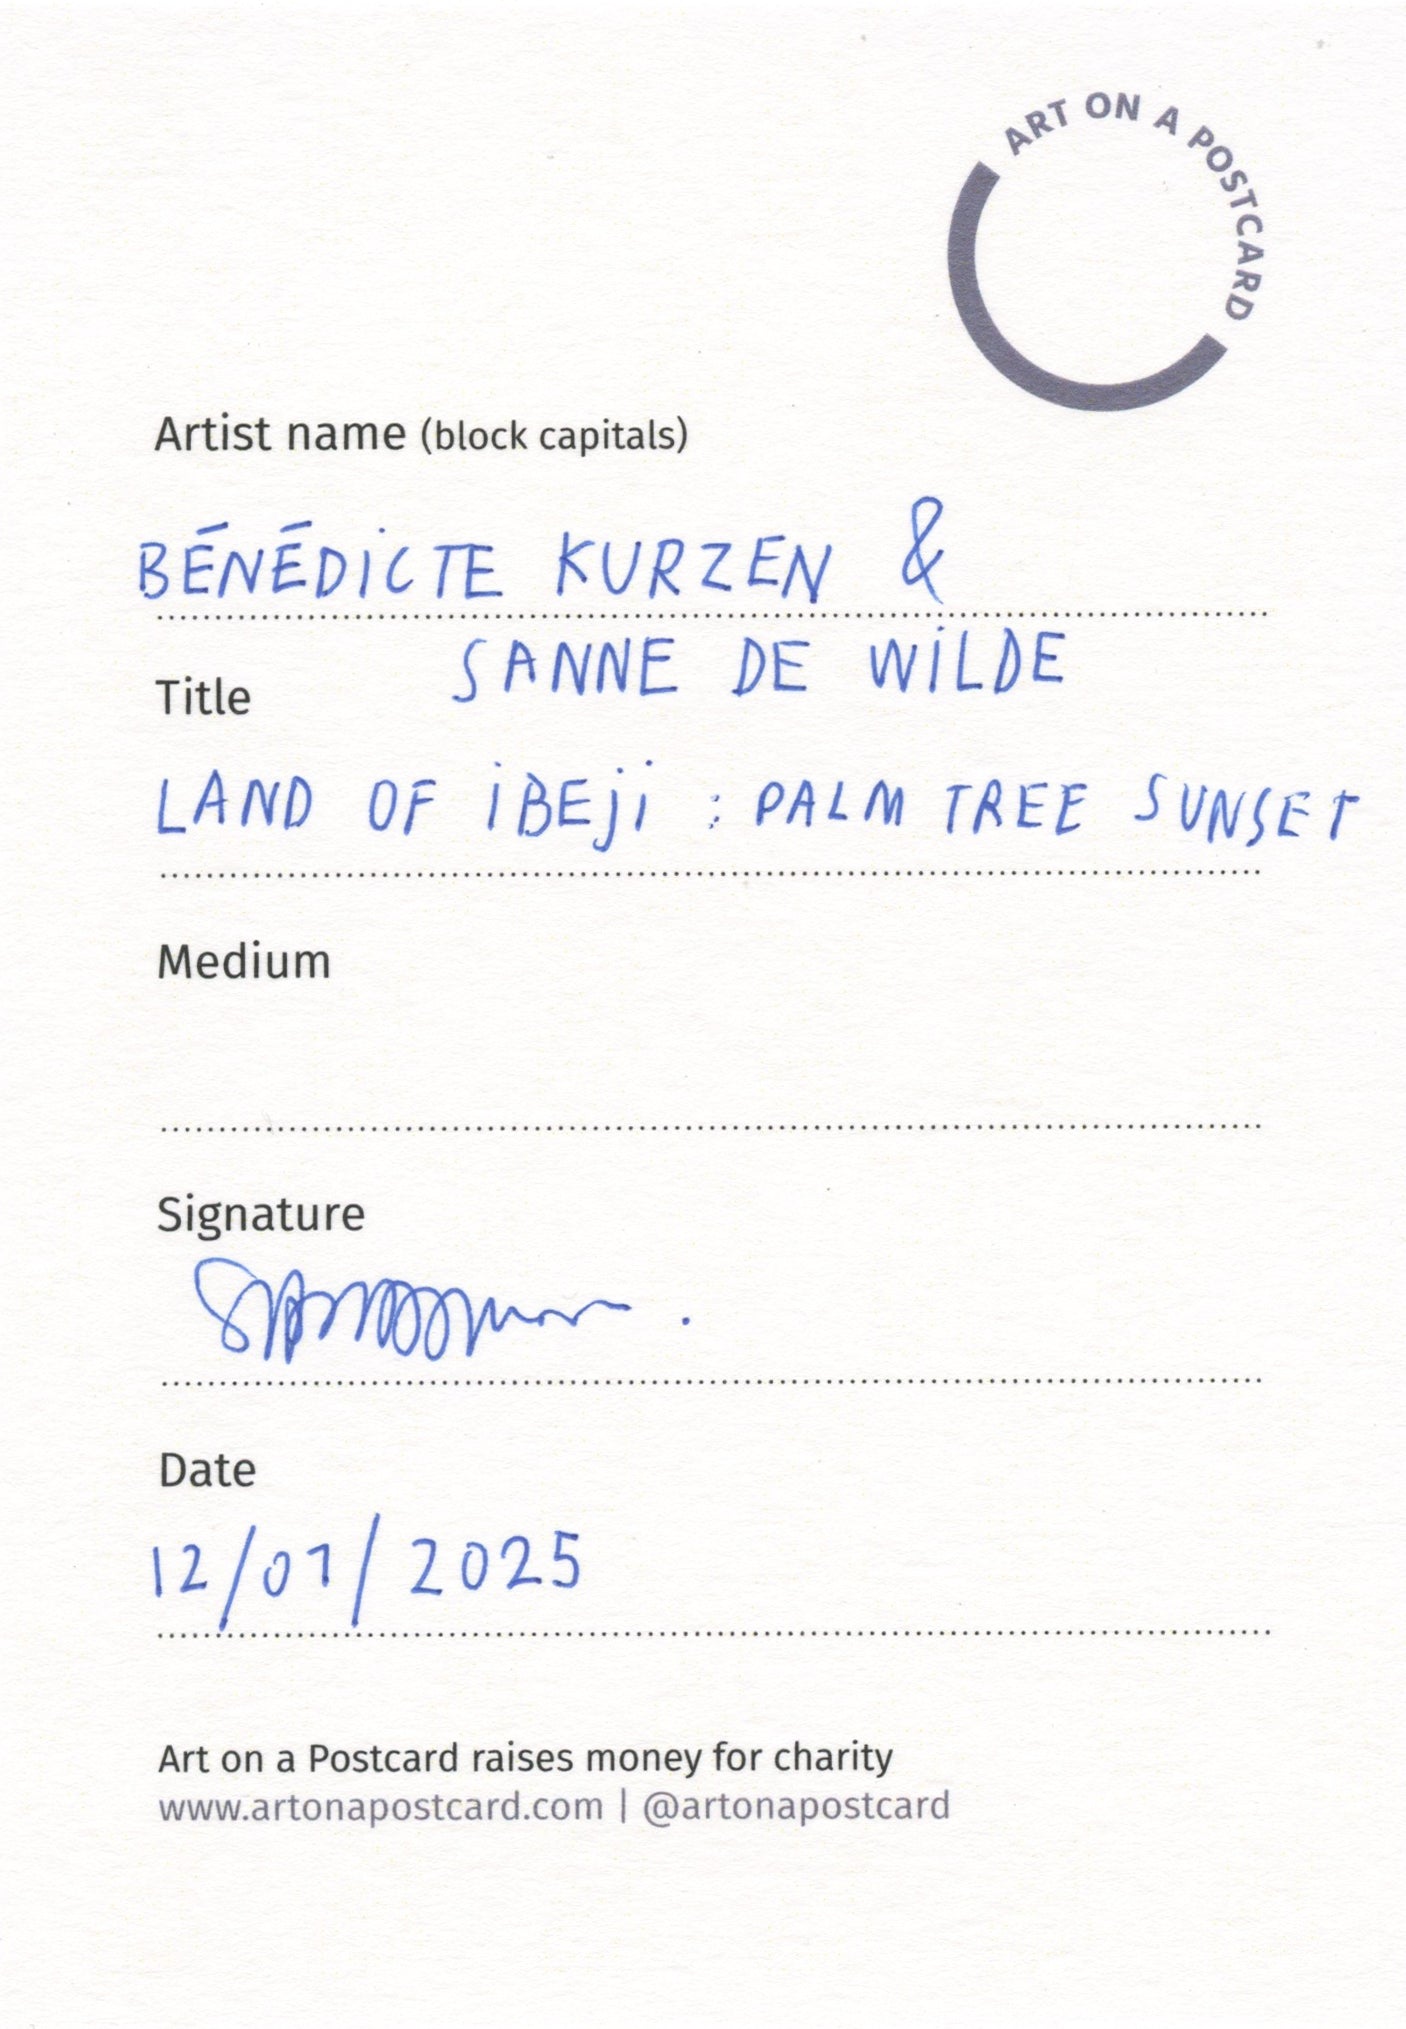 ART ON A POSTCARD
Artist name (block capitals)
BÉNÉDICTE KURZEN &
SANNE DE WILDE
Title
LAND OF iBEji : PALM TREE SUNSET
Medium
Signature
Date
12/01/2025
Art on a Postcard raises money for charity
www.artonapostcard.com | @artonapostcard